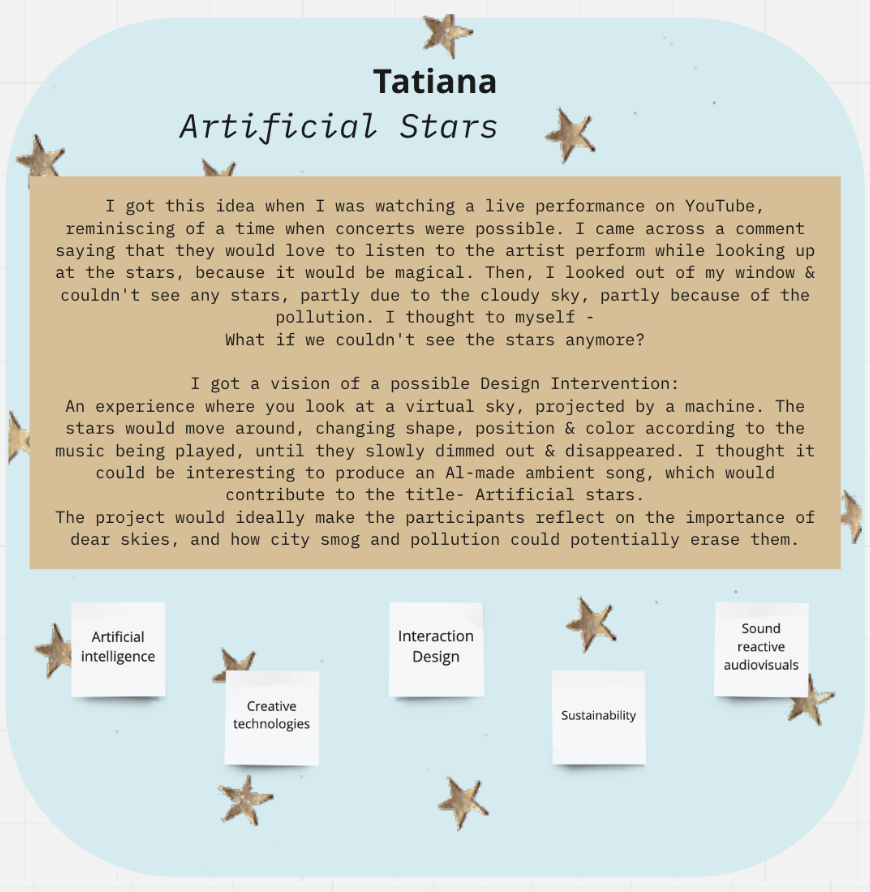 Tatiana
Artificial Stars
I got this idea when I was watching a live performance on YouTube,
reminiscing of a time when concerts were possible. I came across a comment
saying that they would love to listen to the artist perform while looking up
at the stars, because it would be magical. Then, I looked out of my window &
couldn't see any stars, partly due to the cloudy sky, partly because of the
pollution. I thought to myself -
What if we couldn't see the stars anymore?
I got a vision of a possible Design Intervention:
An experience where you look at a virtual sky, projected by a machine. The
stars would move around, changing shape, position & color according to the
music being played, until they slowly dimmed out & disappeared. I thought it
could be interesting to produce an Al-made ambient song, which would
contribute to the title- Artificial stars.
The project would ideally make the participants reflect on the importance of
dear skies, and how city smog and pollution could potentially erase them.
Artificial
intelligence
Interaction
Design
Sound
reactive
audiovisuals
Creative
technologies
Sustainability